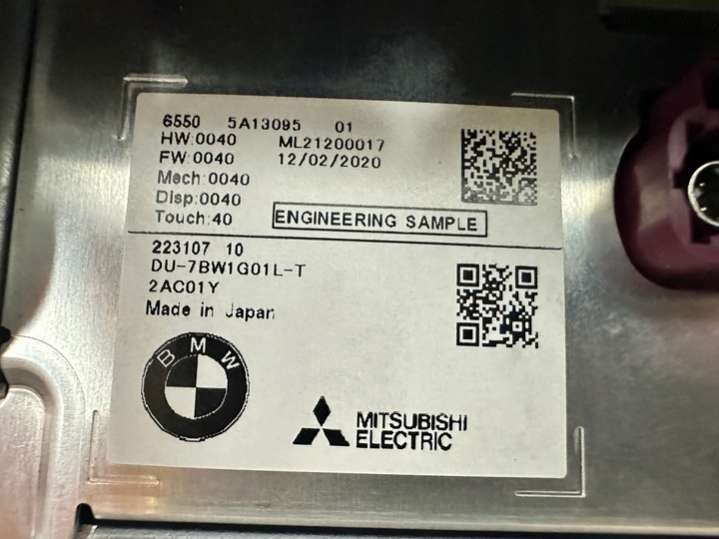 6550 5A13095 01
HW:0040 ML21200017
FW:0040 12/02/2020
Mech:0040
Disp:0040
Touch:40 ENGINEERING SAMPLE
223107 10
DU-7BW1G01L-T
2AC01Y
Made in Japan
BMW
MITSUBISHI
ELECTRIC